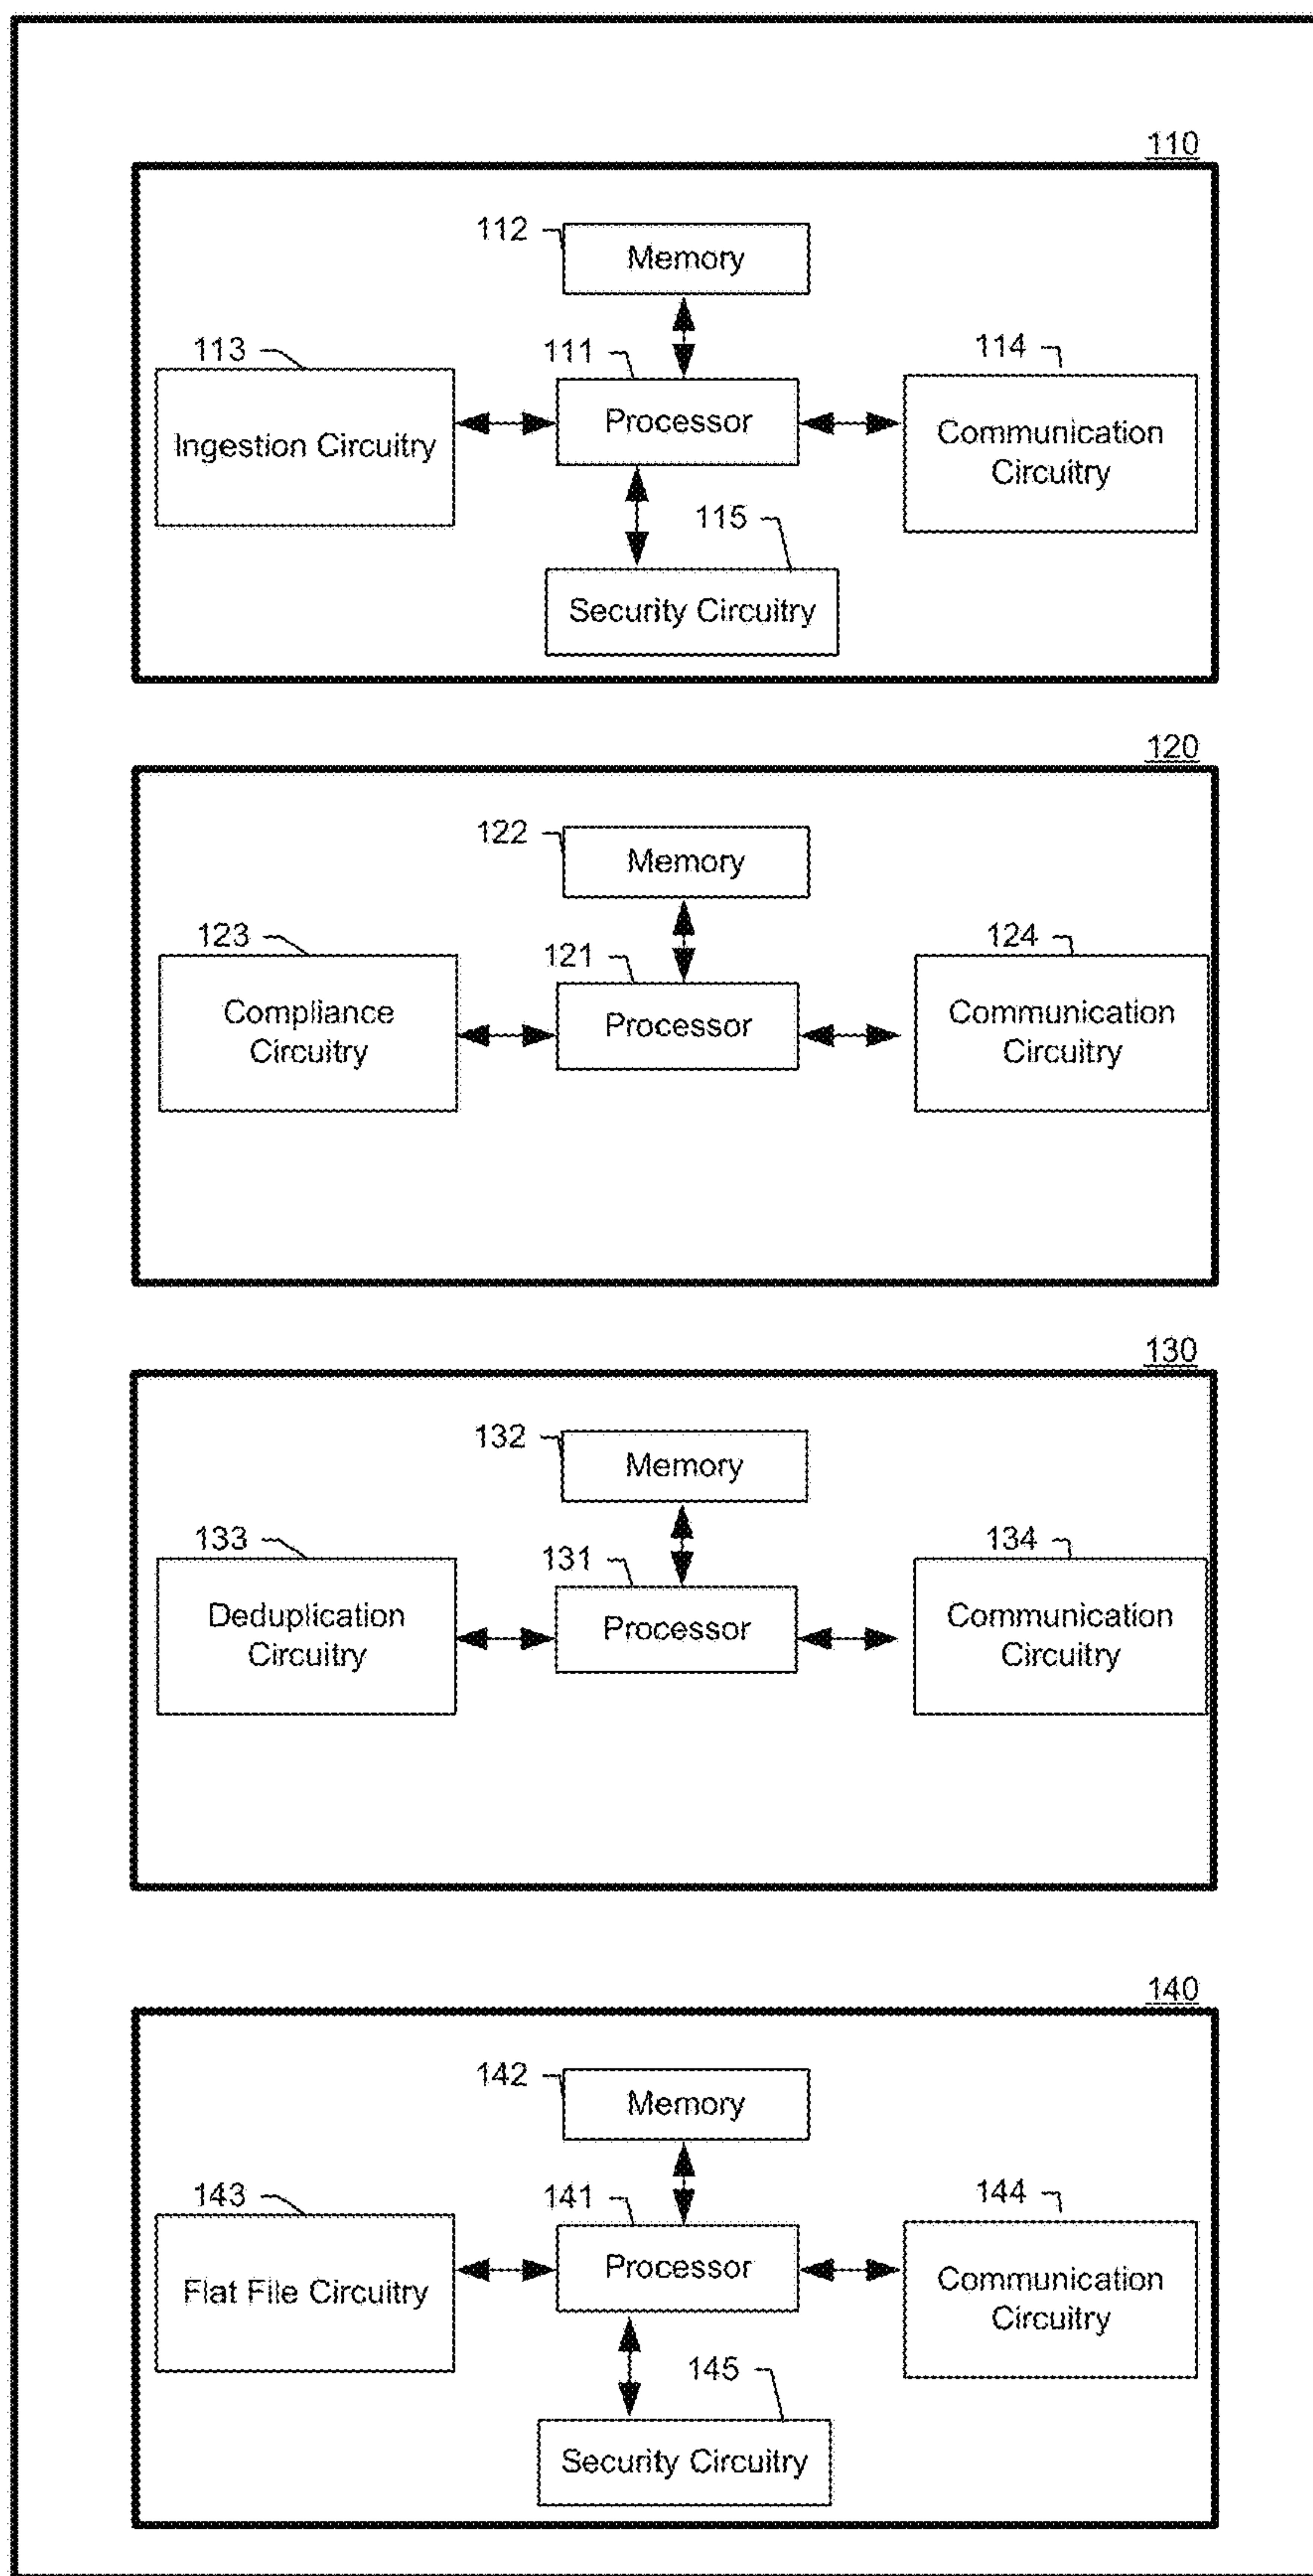 110
112
Memory
113
111
114
Ingestion Circuitry
Processor
Communication
Circuitry
115
Security Circuitry
120
122
Memory
123
121
124
Compliance
Circuitry
Processor
Communication
Circuitry
130
132
Memory
133
131
134
Deduplication
Circuitry
Processor
Communication
Circuitry
140
142
Memory
143
141
144
Flat File Circuitry
Processor
Communication
Circuitry
145
Security Circuitry